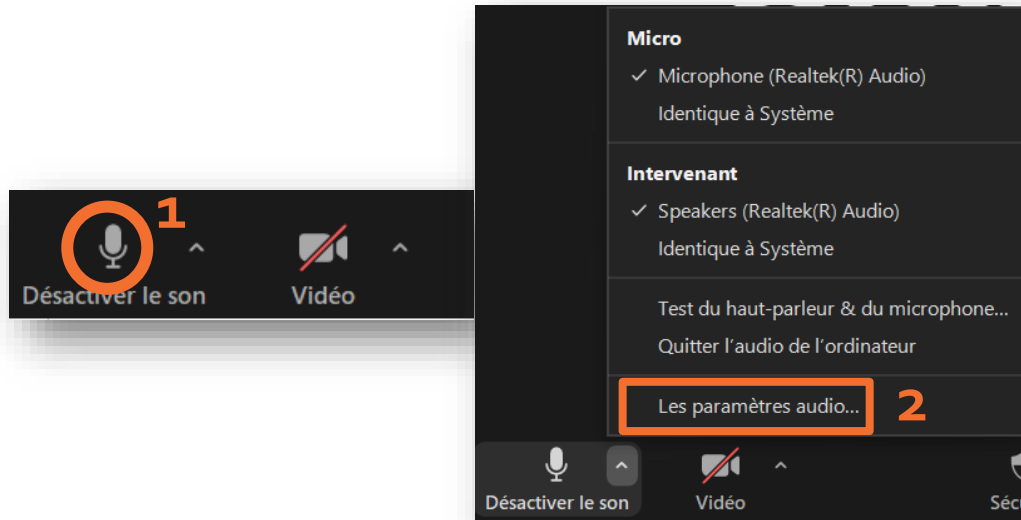 1
Désactiver le son
Vidéo
Micro
Microphone (Realtek(R) Audio)
Identique à Système
Intervenant
Speakers (Realtek(R) Audio)
Identique à Système
Test du haut-parleur & du microphone...
Quitter l'audio de l'ordinateur
Les paramètres audio...
2
Désactiver le son
Vidéo
Sécu